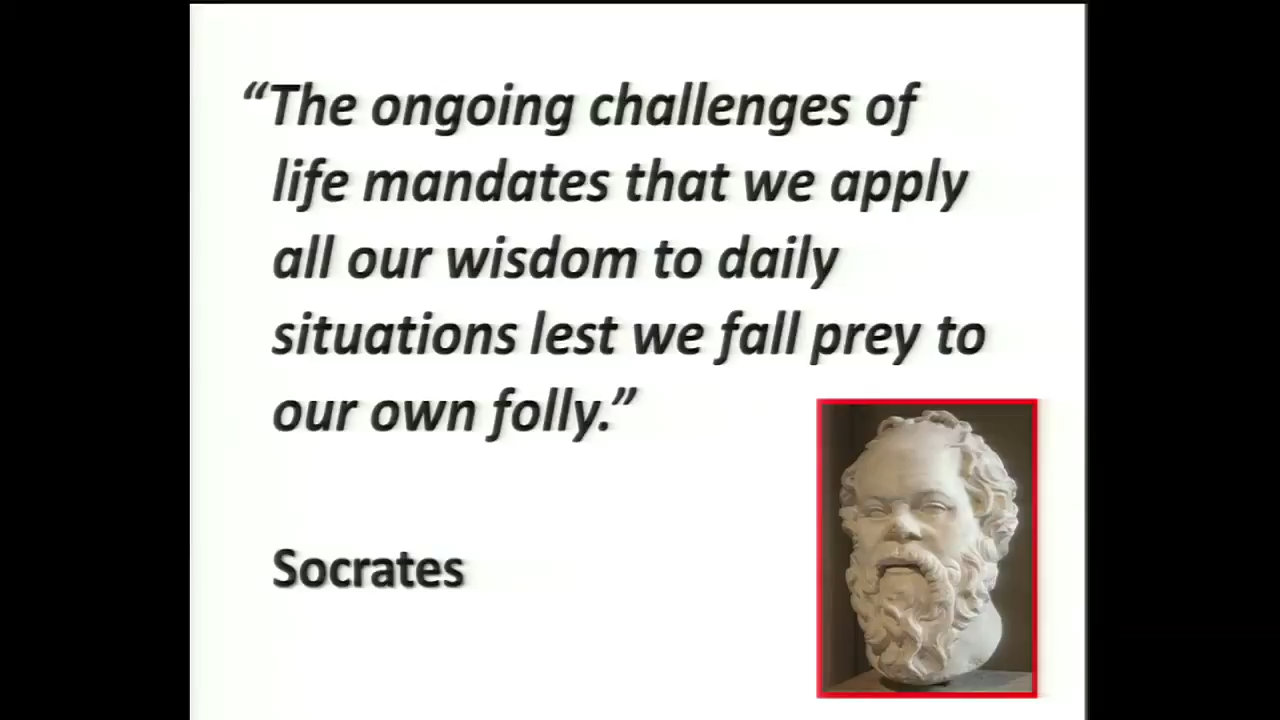 “The ongoing challenges of
life mandates that we apply
all our wisdom to daily
situations lest we fall prey to
our own folly.”
Socrates